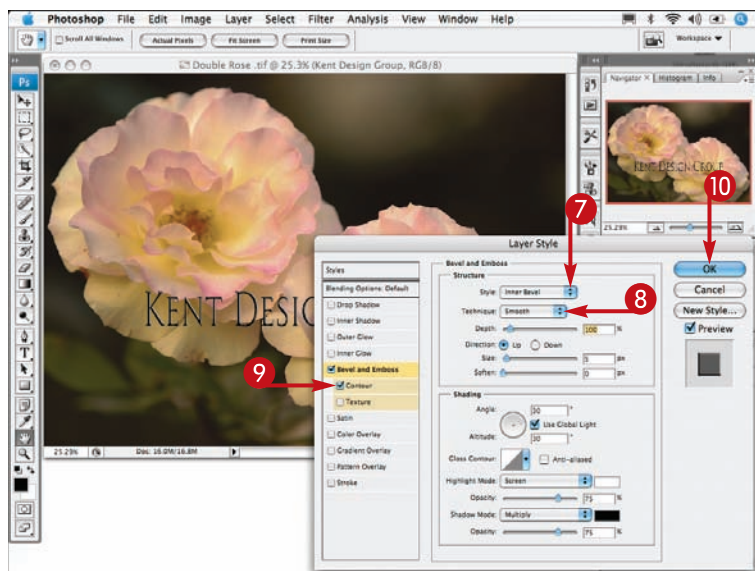 Photoshop File Edit Image Layer Select Filter Analysis View Window Help
Scroll All Windows Actual Pixels Fit Screen Print Size Workspace
Double Rose .tif @ 25.3% (Kent Design Group, RGB/8)
Ps
Navigator × Histogram Info
KENT DESIGN GROUP
10
7
25.29%
Layer Style
Styles
Blending Options: Default
Drop Shadow
Inner Shadow
Outer Glow
Inner Glow
Bevel and Emboss
Contour
Texture
Satin
Color Overlay
Gradient Overlay
Pattern Overlay
Stroke
Bevel and Emboss
Structure
Style: Inner Bevel
Technique: Smooth
8
Depth: 100 %
Direction: Up Down
Size: 5 px
Soften: 0 px
Shading
Angle: 30 °
Use Global Light
Altitude: 30 °
Gloss Contour: Anti-aliased
Highlight Mode: Screen
Opacity: 75 %
Shadow Mode: Multiply
Opacity: 75 %
OK
Cancel
New Style...
Preview
KENT DESIG
9
25.29% Doc: 16.0M/16.8M